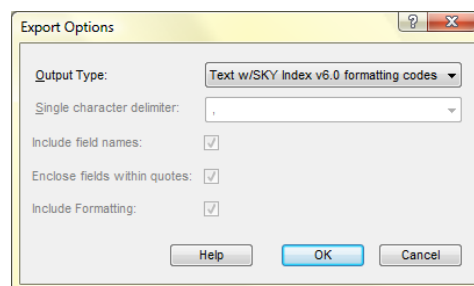 Export Options
Output Type: Text w/SKY Index v6.0 formatting codes
Single character delimiter: ,
Include field names:
Enclose fields within quotes:
Include Formatting:
Help OK Cancel